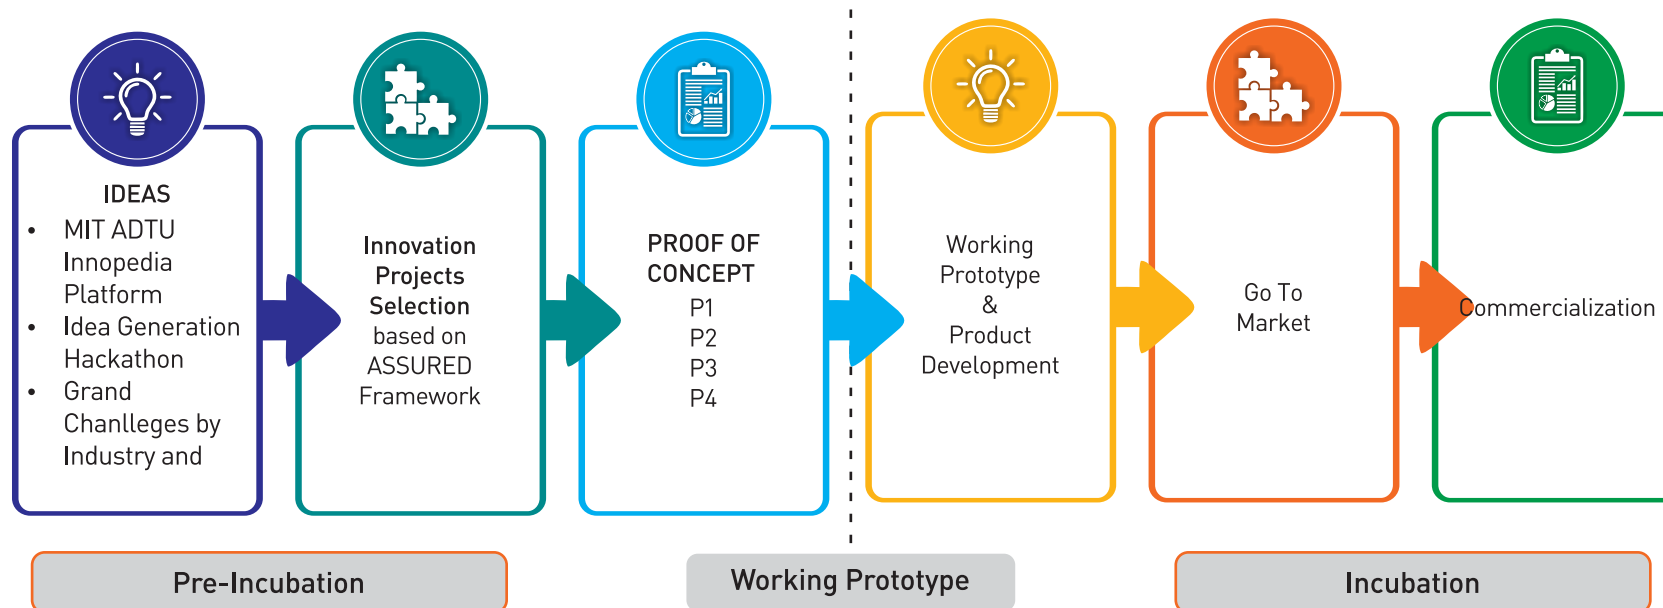 IDEAS
• MIT ADTU
Innopedia
Platform
• Idea Generation
Hackathon
• Grand
Chanlleges by
Industry and
Innovation
Projects
Selection
based on
ASSURED
Framework
PROOF OF
CONCEPT
P1
P2
P3
P4
Working
Prototype
&
Product
Development
Go To
Market
Commercialization
Pre-Incubation
Working Prototype
Incubation